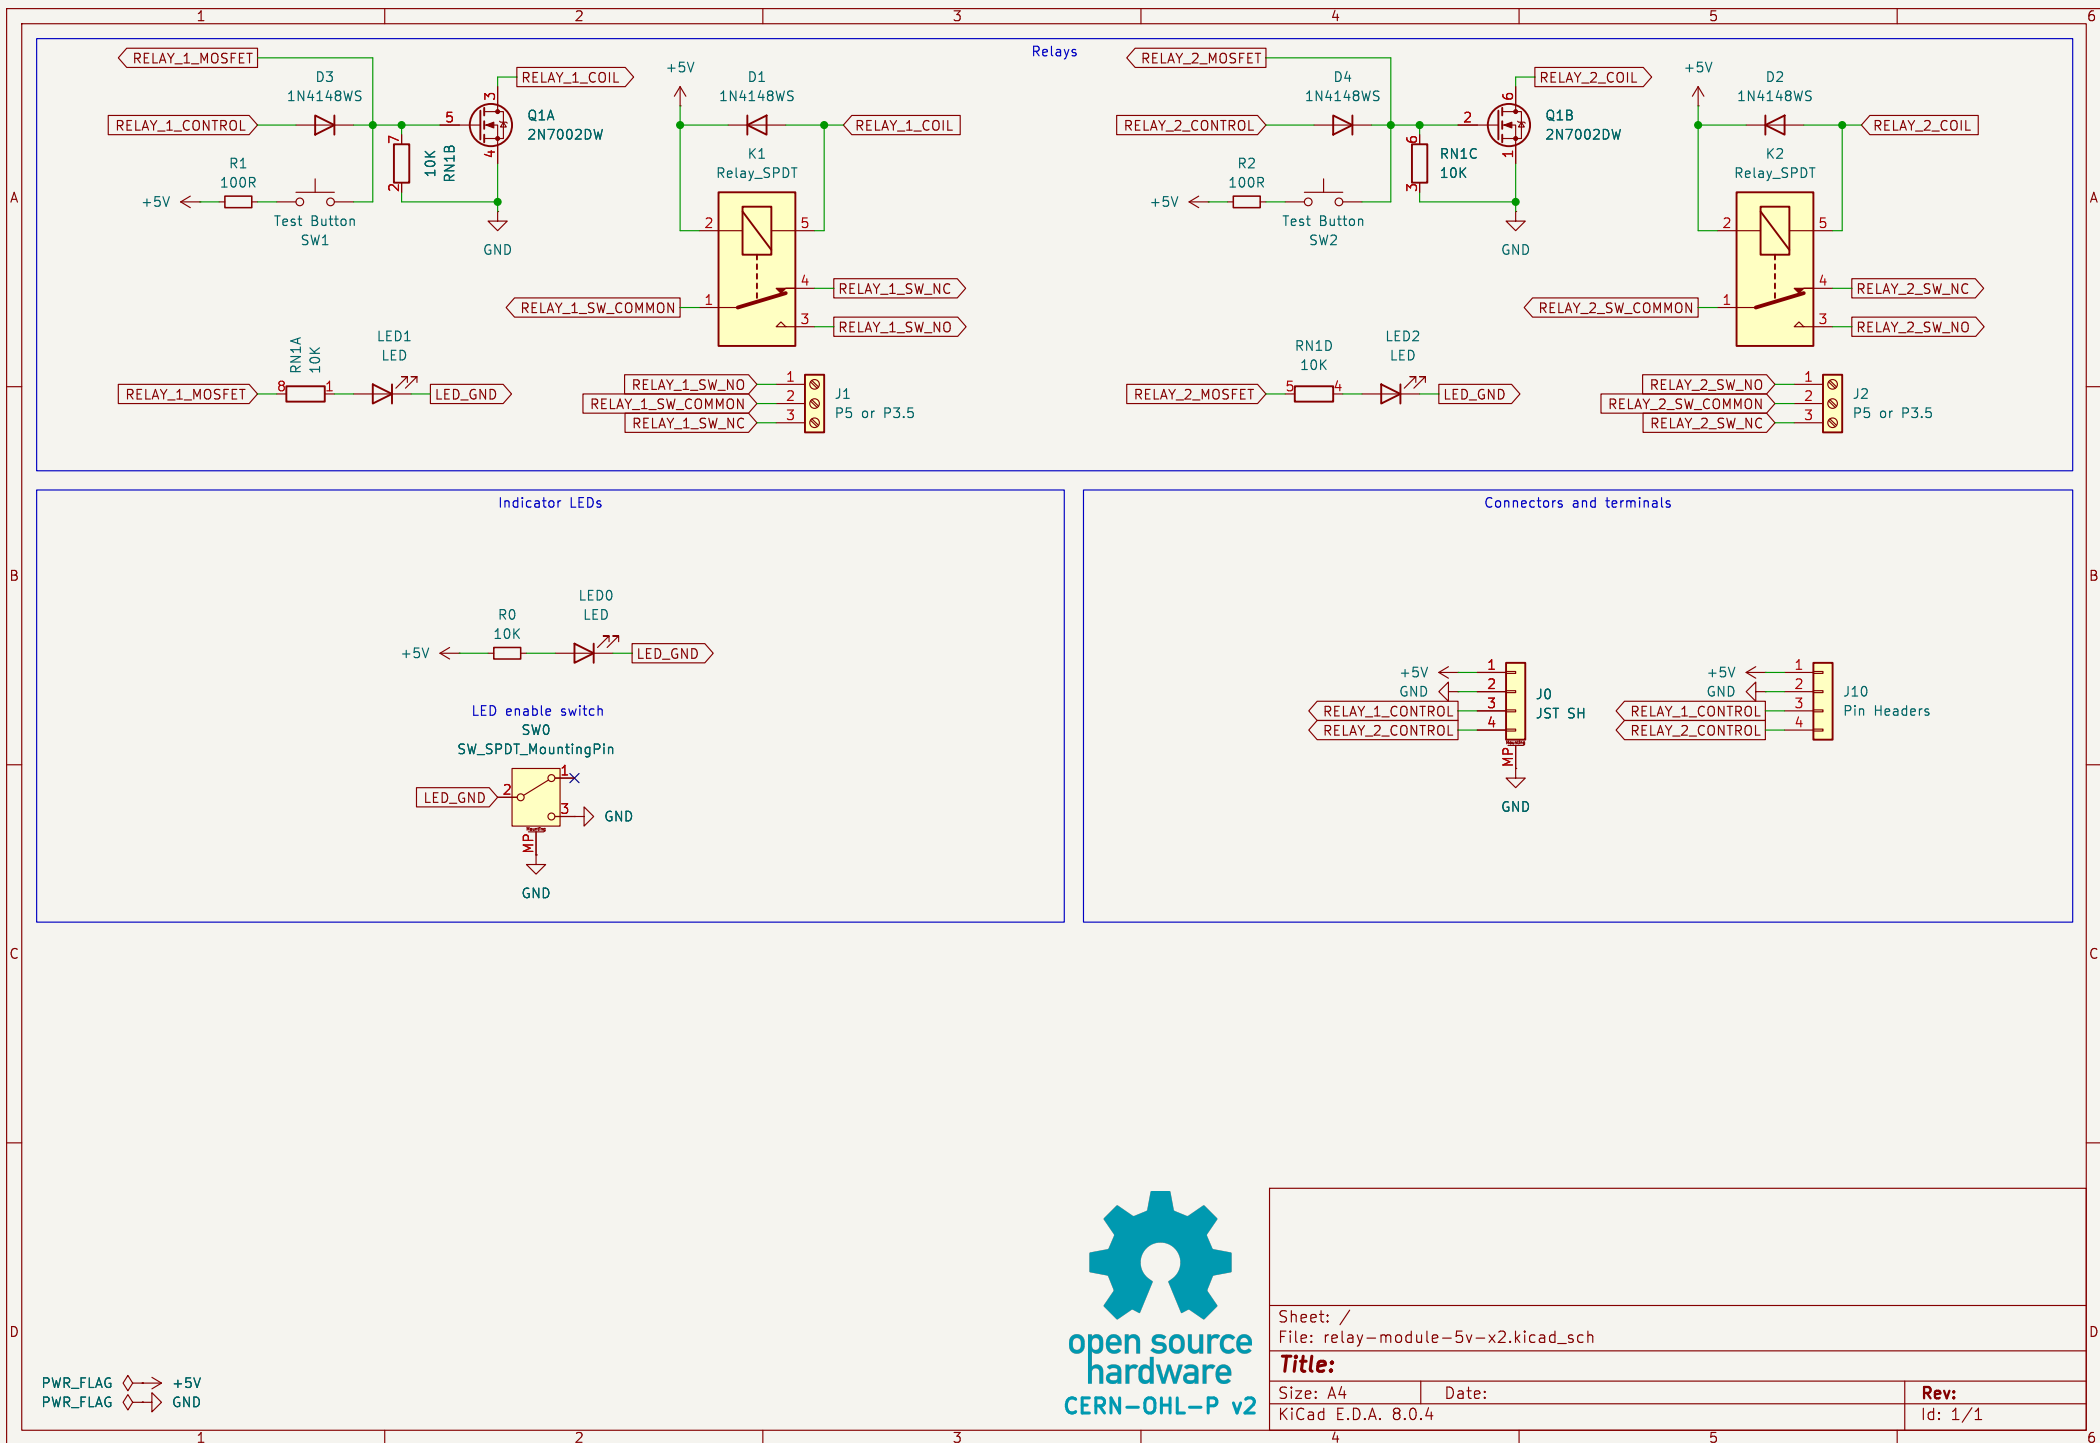 1 2 3 4 5 6
Relays
RELAY_1_MOSFET
D3
1N4148WS
RELAY_1_CONTROL
R1
100R
+5V
Test Button
SW1
7
10K
RN1B
2
5
3
4
RELAY_1_COIL
Q1A
2N7002DW
GND
+5V
D1
1N4148WS
RELAY_1_COIL
K1
Relay_SPDT
2
5
4
1
3
RELAY_1_SW_COMMON
RELAY_1_SW_NC
RELAY_1_SW_NO
RELAY_1_MOSFET
RN1A
10K
8
1
LED1
LED
LED_GND
RELAY_1_SW_NO
RELAY_1_SW_COMMON
RELAY_1_SW_NC
1
2
3
J1
P5 or P3.5
RELAY_2_MOSFET
D4
1N4148WS
RELAY_2_CONTROL
R2
100R
+5V
Test Button
SW2
6
RN1C
10K
3
2
6
1
RELAY_2_COIL
Q1B
2N7002DW
GND
+5V
D2
1N4148WS
RELAY_2_COIL
K2
Relay_SPDT
2
5
4
1
3
RELAY_2_SW_COMMON
RELAY_2_SW_NC
RELAY_2_SW_NO
RELAY_2_MOSFET
RN1D
10K
5
4
LED2
LED
LED_GND
RELAY_2_SW_NO
RELAY_2_SW_COMMON
RELAY_2_SW_NC
1
2
3
J2
P5 or P3.5
A
A
B
B
C
C
D
D
Indicator LEDs
LED0
LED
R0
10K
+5V
LED_GND
LED enable switch
SW0
SW_SPDT_MountingPin
LED_GND
2
1
3
GND
MP
GND
Connectors and terminals
+5V
GND
RELAY_1_CONTROL
RELAY_2_CONTROL
1
2
3
4
J0
JST SH
MP
GND
+5V
GND
RELAY_1_CONTROL
RELAY_2_CONTROL
1
2
3
4
J10
Pin Headers
open source
hardware
CERN-OHL-P v2
Sheet: /
File: relay-module-5v-x2.kicad_sch
Title:
Size: A4
Date:
Rev:
KiCad E.D.A. 8.0.4
Id: 1/1
PWR_FLAG
+5V
PWR_FLAG
GND
1 2 3 4 5 6